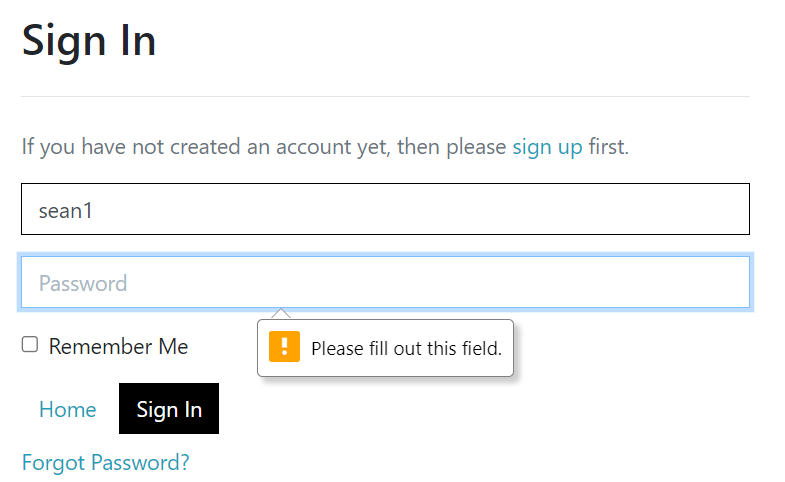 Sign In
If you have not created an account yet, then please sign up first.
sean1
Password
Please fill out this field.
Remember Me
Home
Sign In
Forgot Password?